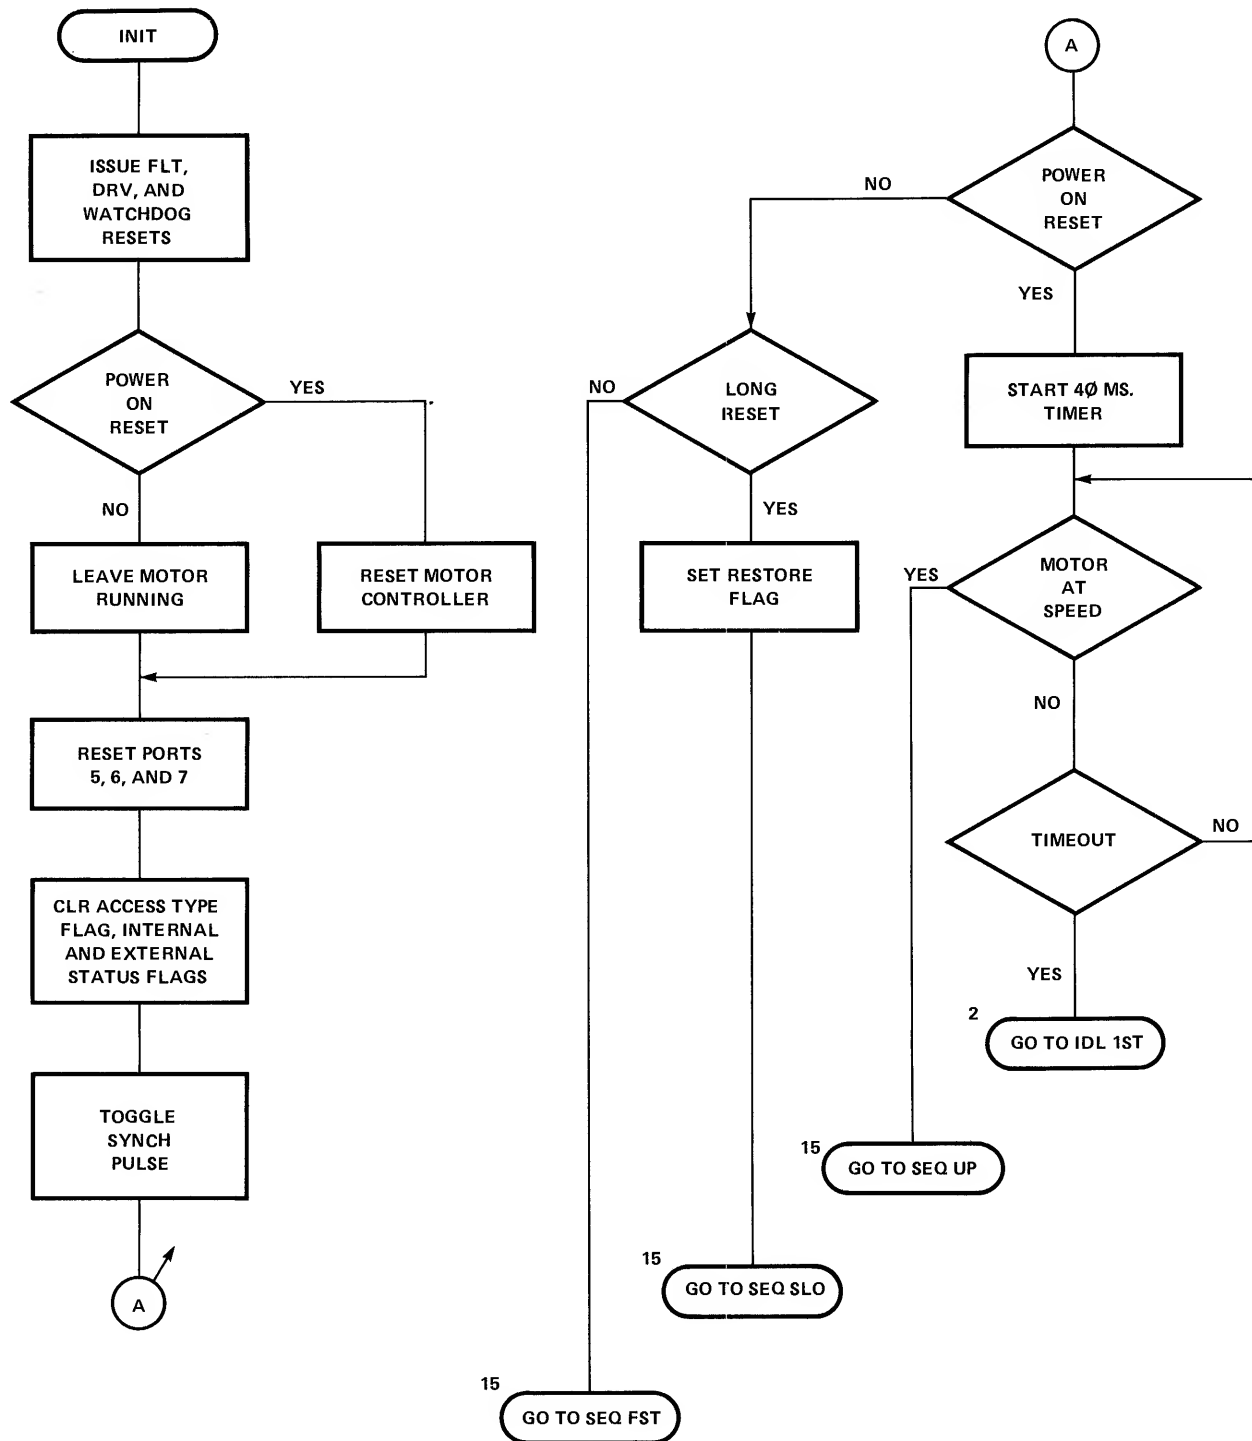 INIT
ISSUE FLT,
DRV, AND
WATCHDOG
RESETS
POWER
ON
RESET
YES
NO
LEAVE MOTOR
RUNNING
RESET MOTOR
CONTROLLER
RESET PORTS
5, 6, AND 7
CLR ACCESS TYPE
FLAG, INTERNAL
AND EXTERNAL
STATUS FLAGS
TOGGLE
SYNCH
PULSE
A
A
POWER
ON
RESET
NO
YES
LONG
RESET
NO
YES
SET RESTORE
FLAG
START 4Ø MS.
TIMER
MOTOR
AT
SPEED
YES
NO
TIMEOUT
NO
YES
2
GO TO IDL 1ST
15
GO TO SEQ UP
15
GO TO SEQ SLO
15
GO TO SEQ FST